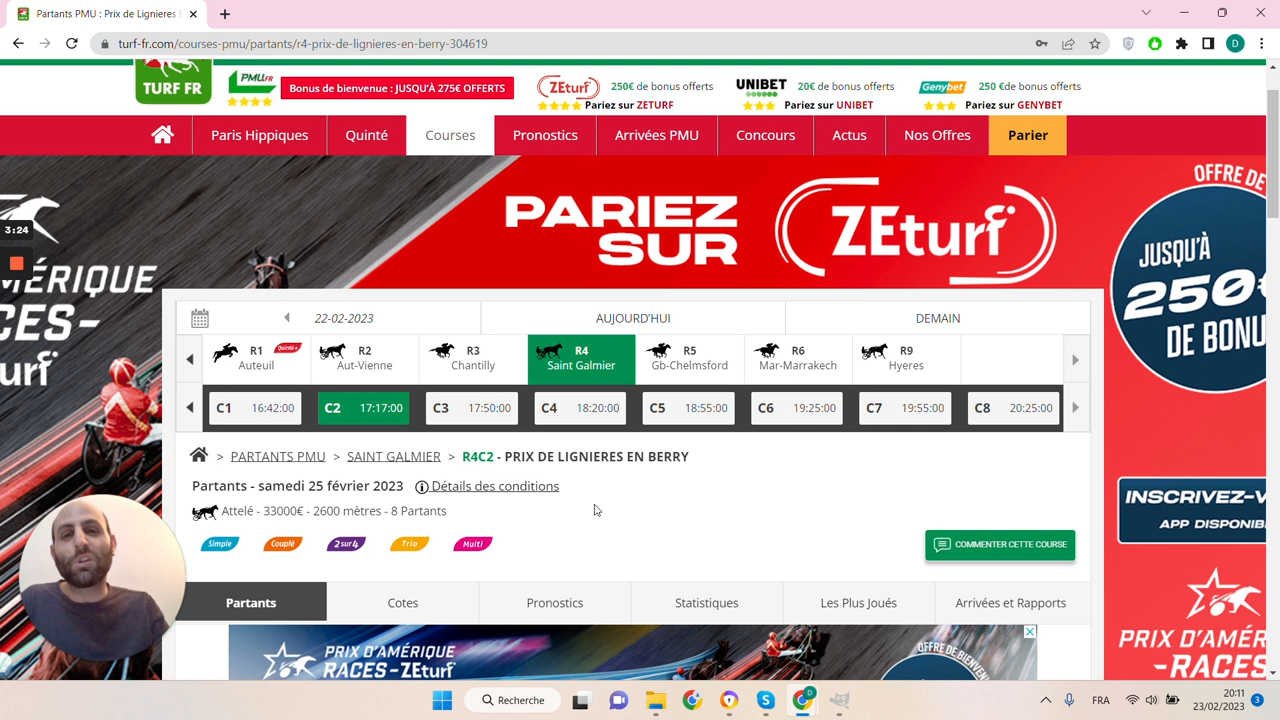 Partants PMU : Prix de Lignieres E
turf-fr.com/courses-pmu/partants/r4-prix-de-lignieres-en-berry-304619
D
TURF FR
PMU.FR
Bonus de bienvenue : JUSQU'À 275€ OFFERTS
ZEturf
250€ de bonus offerts
Pariez sur ZETURF
UNIBET
20€ de bonus offerts
Pariez sur UNIBET
Genybet
250 €de bonus offerts
Pariez sur GENYBET
Paris Hippiques
Quinté
Courses
Pronostics
Arrivées PMU
Concours
Actus
Nos Offres
Parier
OFFRE DE
PARIEZ
SUR
ZEturf
JUSQU'À
250€
DE BONU
3:24
AMÉRIQUE
CES-
urf
22-02-2023
AUJOURD'HUI
DEMAIN
R1
Quinté+
Auteuil
R2
Aut-Vienne
R3
Chantilly
R4
Saint Galmier
R5
Gb-Chelmsford
R6
Mar-Marrakech
R9
Hyeres
C1 16:42:00
C2 17:17:00
C3 17:50:00
C4 18:20:00
C5 18:55:00
C6 19:25:00
C7 19:55:00
C8 20:25:00
PARTANTS PMU > SAINT GALMIER > R4C2 - PRIX DE LIGNIERES EN BERRY
Partants - samedi 25 février 2023
Détails des conditions
Attelé - 33000€ - 2600 mètres - 8 Partants
Simple
Couplé
2sur4
Trio
Multi
COMMENTER CETTE COURSE
INSCRIVEZ-V
APP DISPONIB
Partants
Cotes
Pronostics
Statistiques
Les Plus Joués
Arrivées et Rapports
PRIX D'AMÉRIQUE
RACES-ZEturf
OFFRE DE BIENVEN
PRIX D'AMÉR
-RACES-
Recherche
D
FRA
20:11
23/02/2023
3